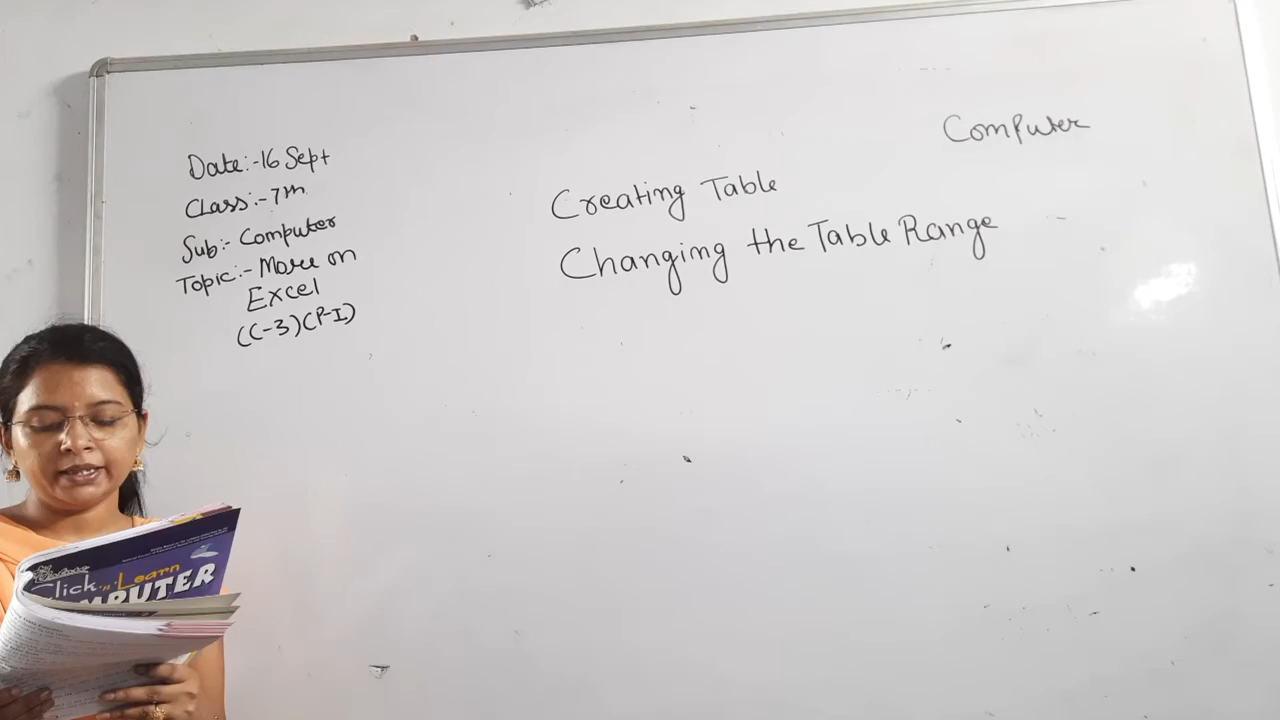 Date:-16 Sept
Class:-7th
Sub:- Computer
Topic:- More on
Excel
(C-3)(P-I)
Computer
Creating Table
Changing the Table Range
Click 'n' Learn
COMPUTER